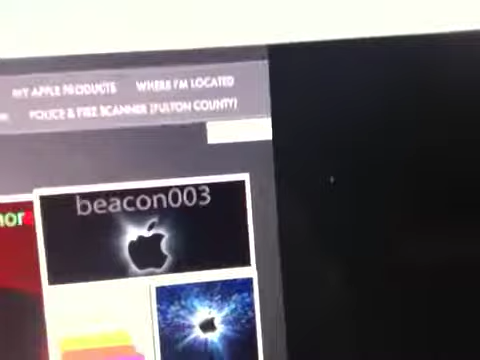 MY APPLE PRODUCTS WHERE I'M LOCATED
POLICE & FIRE SCANNER (FULTON COUNTY)
beacon003